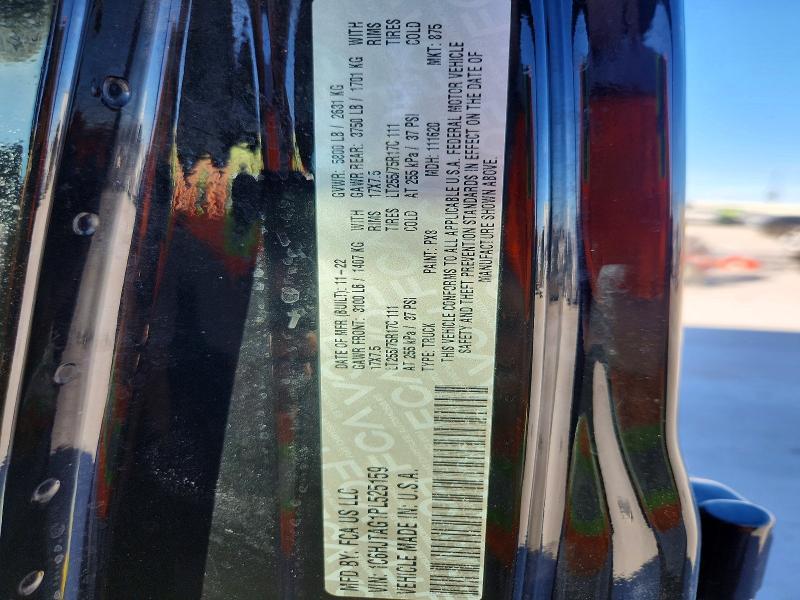 MFD BY: FCA US LLC
DATE OF MFR (BUILT): 11-22 GVWR: 5800 LB / 2631 KG
GAWR FRONT: 3100 LB / 1407 KG WITH GAWR REAR: 3750 LB / 1701 KG WITH
17X7.5 RIMS 17X7.5 RIMS
LT255/75R17C 111 TIRES LT255/75R17C 111 TIRES
AT 255 kPa / 37 PSI COLD AT 255 kPa / 37 PSI COLD
VIN: 1C6HJTAG1PL525159 TYPE: TRUCK PAINT: PX8 MDH: 111620 MKT: 875
VEHICLE MADE IN: U.S.A.
THIS VEHICLE CONFORMS TO ALL APPLICABLE U.S.A. FEDERAL MOTOR VEHICLE
SAFETY AND THEFT PREVENTION STANDARDS IN EFFECT ON THE DATE OF
MANUFACTURE SHOWN ABOVE.